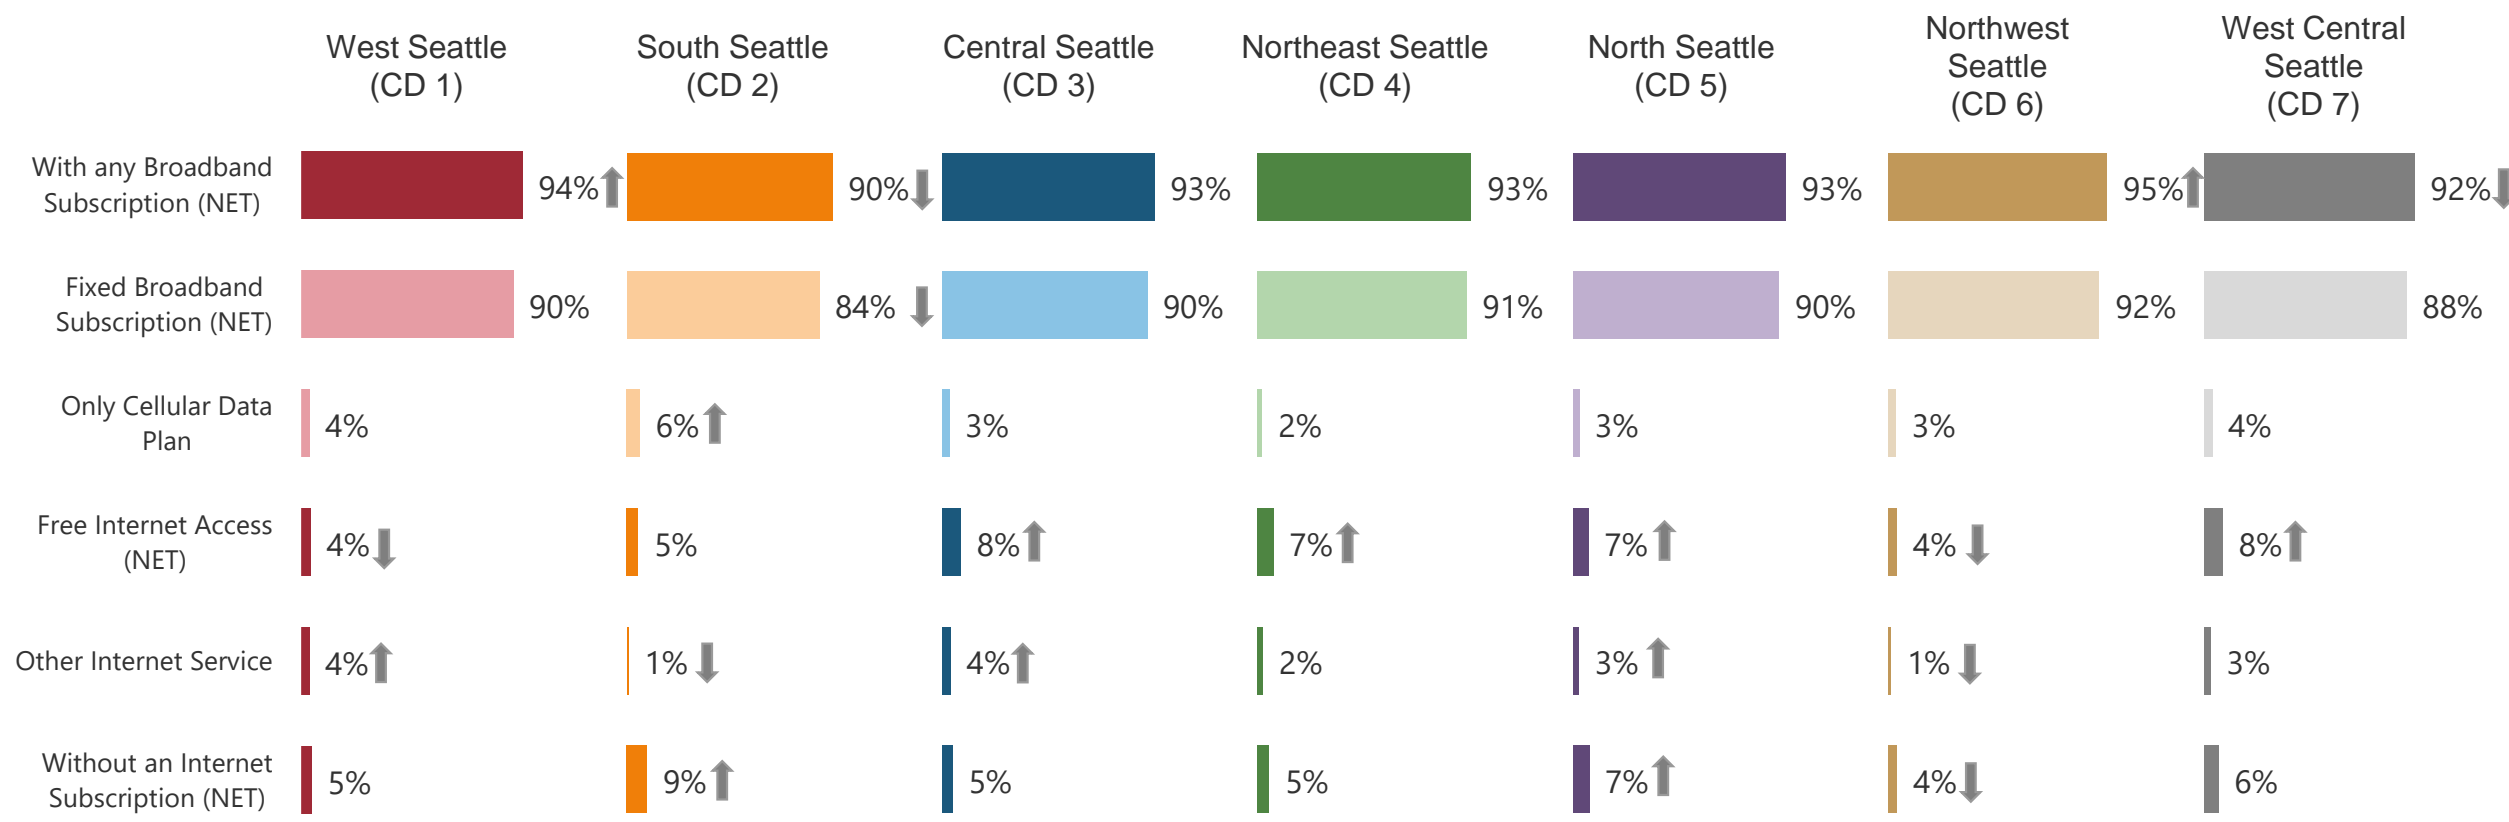 West Seattle
(CD 1)
South Seattle
(CD 2)
Central Seattle
(CD 3)
Northeast Seattle
(CD 4)
North Seattle
(CD 5)
Northwest
Seattle
(CD 6)
West Central
Seattle
(CD 7)
With any Broadband
Subscription (NET)
94%
90%
93%
93%
93%
95%
92%
Fixed Broadband
Subscription (NET)
90%
84%
90%
91%
90%
92%
88%
Only Cellular Data
Plan
4%
6%
3%
2%
3%
3%
4%
Free Internet Access
(NET)
4%
5%
8%
7%
7%
4%
8%
Other Internet Service
4%
1%
4%
2%
3%
1%
3%
Without an Internet
Subscription (NET)
5%
9%
5%
5%
7%
4%
6%